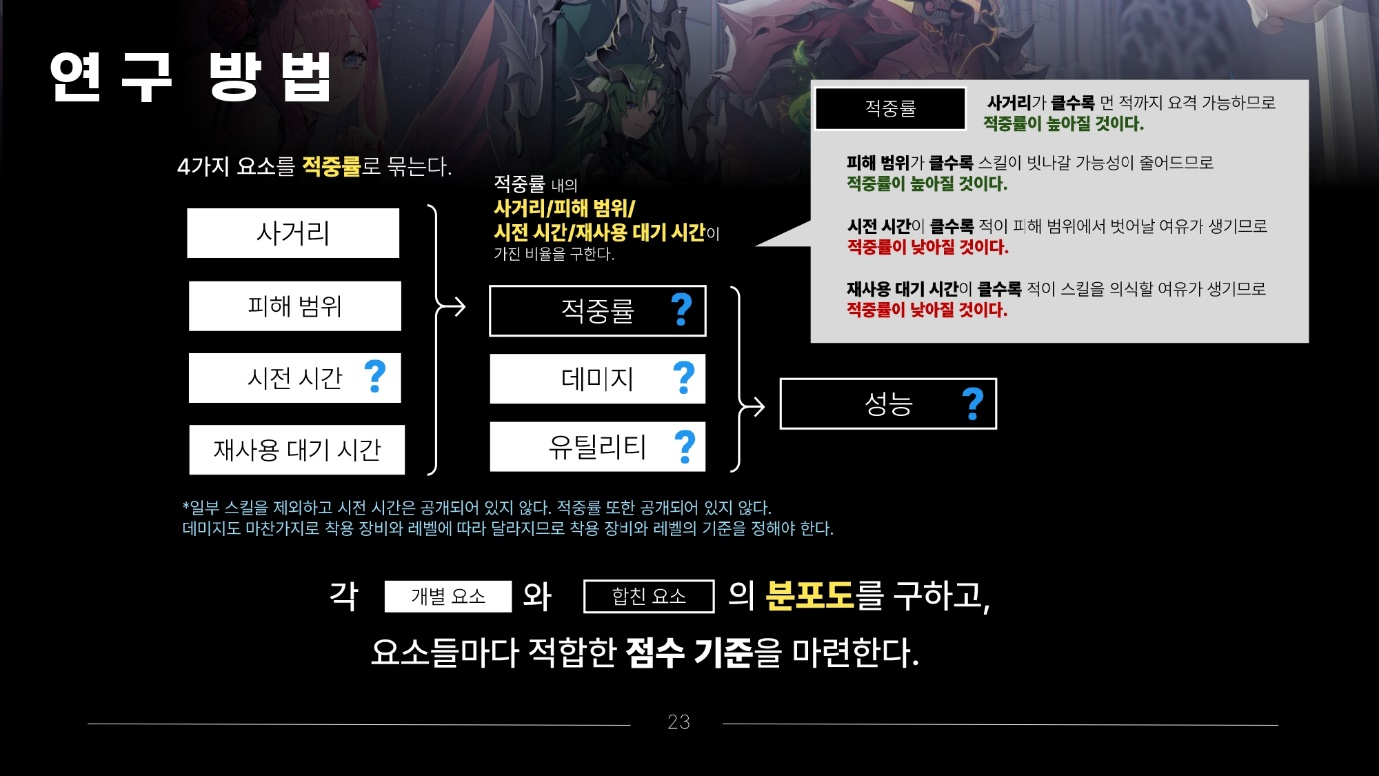 연구 방법
4가지 요소를 적중률로 묶는다.
사거리
피해 범위
시전 시간 ?
재사용 대기 시간
적중률 내의
사거리/피해 범위/
시전 시간/재사용 대기 시간이
가진 비율을 구한다.
적중률 ?
데미지 ?
유틸리티 ?
성능 ?
적중률
사거리가 클수록 먼 적까지 요격 가능하므로
적중률이 높아질 것이다.
피해 범위가 클수록 스킬이 빗나갈 가능성이 줄어드므로
적중률이 높아질 것이다.
시전 시간이 클수록 적이 피해 범위에서 벗어날 여유가 생기므로
적중률이 낮아질 것이다.
재사용 대기 시간이 클수록 적이 스킬을 의식할 여유가 생기므로
적중률이 낮아질 것이다.
*일부 스킬을 제외하고 시전 시간은 공개되어 있지 않다. 적중률 또한 공개되어 있지 않다.
데미지도 마찬가지로 착용 장비와 레벨에 따라 달라지므로 착용 장비와 레벨의 기준을 정해야 한다.
각 개별 요소 와 합친 요소 의 분포도를 구하고,
요소들마다 적합한 점수 기준을 마련한다.
23